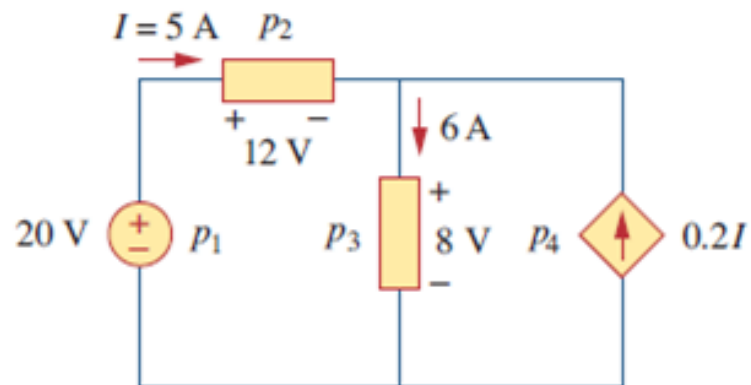 I = 5 A p2
+ −
12 V
6 A
20 V + − p1
p3 + 8 V −
p4 0.2I